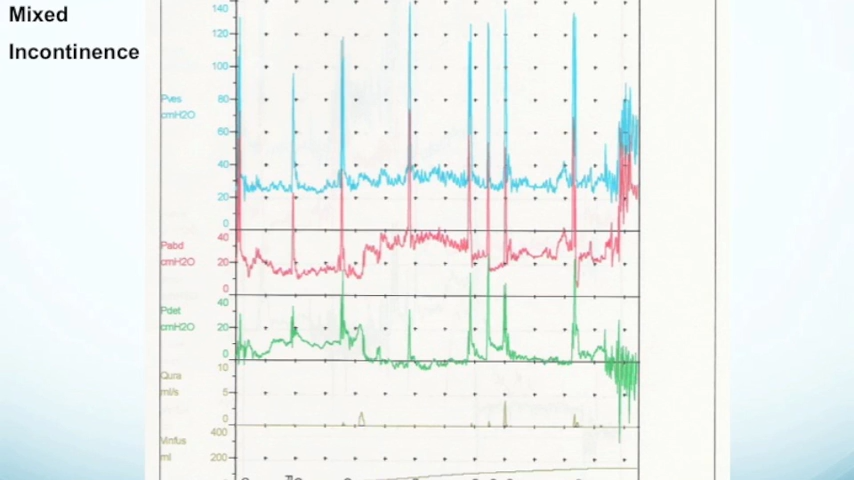 Mixed
Incontinence
140
120
100
80
Pves
cmH2O
60
40
20
0
Pabd
cmH2O
40
20
0
Pdet
cmH2O
40
20
0
Qura
ml/s
10
5
0
Vinfus
ml
400
200